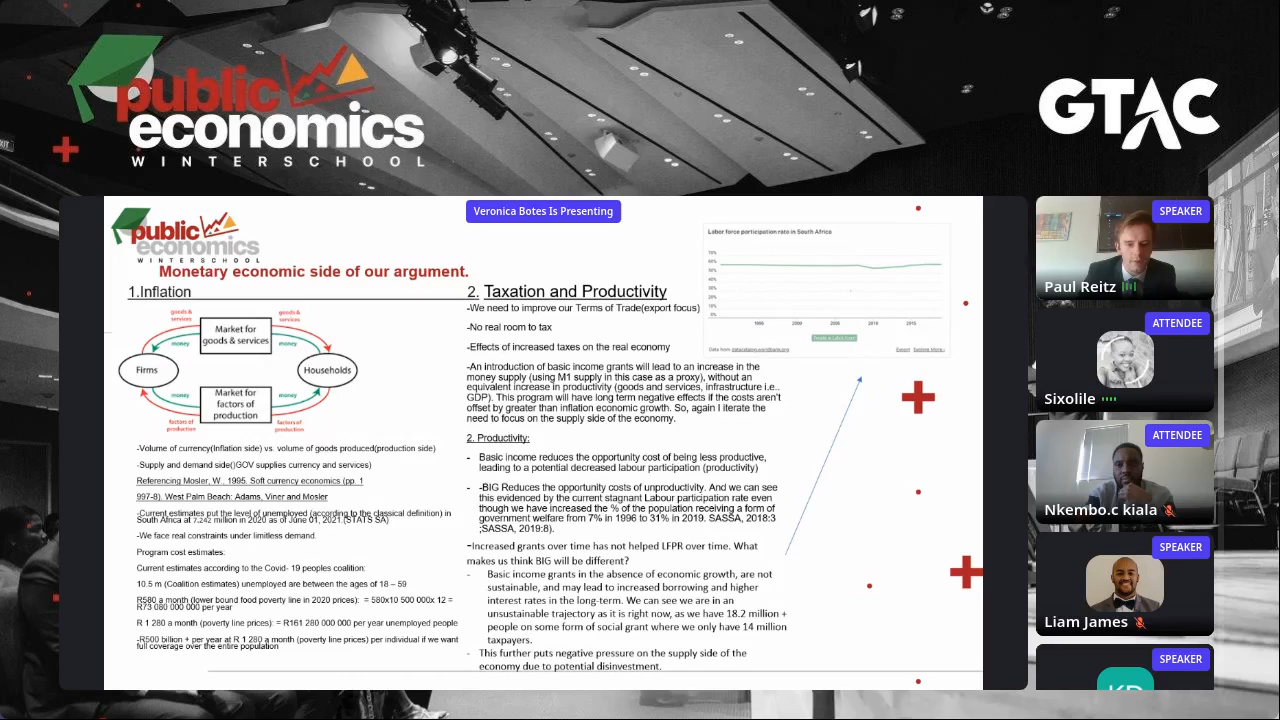 public
economics
WINTERSCHOOL
GTAC
Veronica Botes Is Presenting
public
economics
WINTERSCHOOL
Monetary economic side of our argument.
1.Inflation
goods & services
goods & services
Market for goods & services
money
money
Firms
Households
money
money
Market for factors of production
factors of production
factors of production
-Volume of currency(Inflation side) vs. volume of goods produced(production side)
-Supply and demand side()GOV supplies currency and services)
Referencing Mosler, W., 1995. Soft currency economics (pp. 1
997-8). West Palm Beach: Adams, Viner and Mosler
-Current estimates put the level of unemployed (according to the classical definition) in
South Africa at 7.242 million in 2020 as of June 01, 2021.(STATS SA)
-We face real constraints under limitless demand.
Program cost estimates:
Current estimates according to the Covid- 19 peoples coalition:
10.5 m (Coalition estimates) unemployed are between the ages of 18 – 59
R580 a month (lower bound food poverty line in 2020 prices): = 580x10 500 000x 12 =
R73 080 000 000 per year
R 1 280 a month (poverty line prices): = R161 280 000 000 per year unemployed people
-R500 billion + per year at R 1 280 a month (poverty line prices) per individual if we want
full coverage over the entire population
2. Taxation and Productivity
-We need to improve our Terms of Trade(export focus)
-No real room to tax
-Effects of increased taxes on the real economy
-An introduction of basic income grants will lead to an increase in the
money supply (using M1 supply in this case as a proxy), without an
equivalent increase in productivity (goods and services, infrastructure i.e..
GDP). This program will have long term negative effects if the costs aren't
offset by greater than inflation economic growth. So, again I iterate the
need to focus on the supply side of the economy.
2. Productivity:
- Basic income reduces the opportunity cost of being less productive,
leading to a potential decreased labour participation (productivity)
- -BIG Reduces the opportunity costs of unproductivity. And we can see
this evidenced by the current stagnant Labour participation rate even
though we have increased the % of the population receiving a form of
government welfare from 7% in 1996 to 31% in 2019. SASSA, 2018:3
;SASSA, 2019:8).
-Increased grants over time has not helped LFPR over time. What
makes us think BIG will be different?
- Basic income grants in the absence of economic growth, are not
sustainable, and may lead to increased borrowing and higher
interest rates in the long-term. We can see we are in an
unsustainable trajectory as it is right now, as we have 18.2 million +
people on some form of social grant where we only have 14 million
taxpayers.
- This further puts negative pressure on the supply side of the
economy due to potential disinvestment.
Labor force participation rate in South Africa
70%
60%
50%
40%
30%
20%
10%
0%
1995 2000 2005 2010 2015
Data from datacatalog.worldbank.org
Export Explore More
SPEAKER
Paul Reitz
ATTENDEE
Sixolile
ATTENDEE
Nkembo.c kiala
SPEAKER
Liam James
SPEAKER